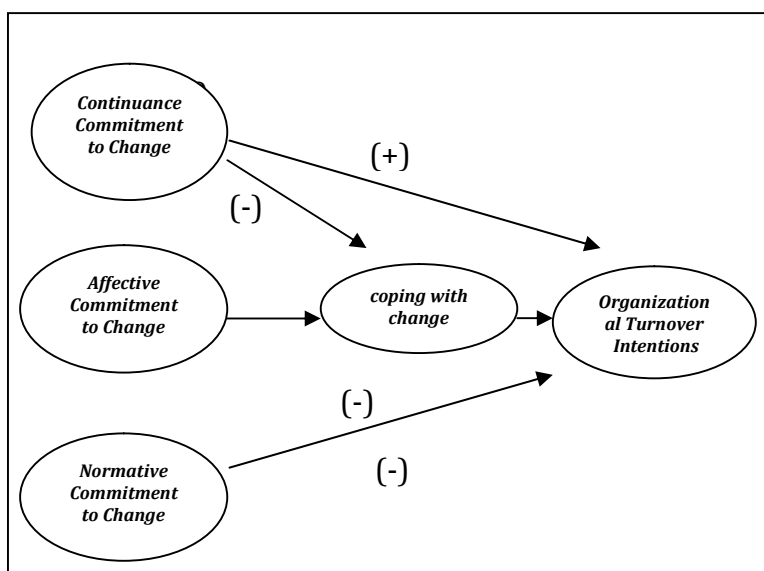 Continuance
Commitment
to Change
(+)
(-)
Affective
Commitment
to Change
coping with
change
Organization
al Turnover
Intentions
(-)
(-)
Normative
Commitment
to Change